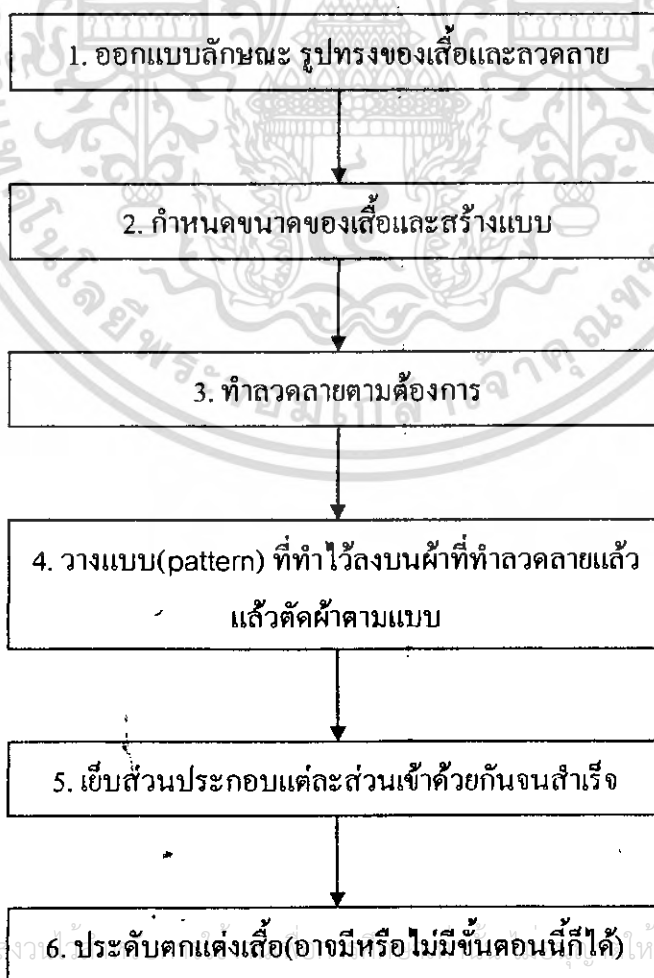 1. ออกแบบลักษณะ รูปทรงของเสื้อและลวดลาย
2. กำหนดขนาดของเสื้อและสร้างแบบ
3. ทำลวดลายตามต้องการ
4. วางแบบ(pattern) ที่ทำไว้ลงบนผ้าที่ทำลวดลายแล้ว
แล้วตัดผ้าตามแบบ
5. เย็บส่วนประกอบแต่ละส่วนเข้าด้วยกันจนสำเร็จ
6. ประดับตกแต่งเสื้อ(อาจมีหรือไม่มีขั้นตอนนี้ก็ได้)